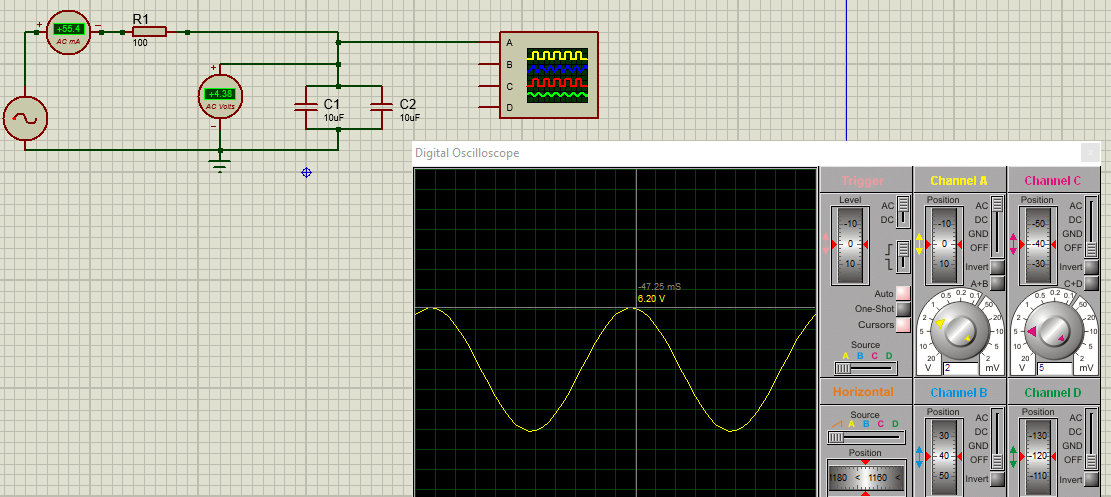 R1
+56.4
AC mA
100
A
B
C
D
+4.38
AC Volts
C1
10uF
C2
10uF
Digital Oscilloscope
-47.25 mS
6.20 V
Trigger
Level
AC
DC
-10
0
10
Auto
One-Shot
Cursors
Source
A B C D
Channel A
Position
AC
DC
GND
OFF
-10
0
10
Invert
A+B
0.5 0.2 0.1
1 50
2 20
5 10
10 5
20 2
V 2 mV
Channel C
Position
AC
DC
GND
OFF
-50
-40
-30
Invert
C+D
0.5 0.2 0.1
1 50
2 20
5 10
10 5
20 2
V 5 mV
Horizontal
Source
A B C D
Position
1180 < 1160 <
Channel B
Position
AC
DC
GND
OFF
30
40
50
Invert
Channel D
Position
AC
DC
GND
OFF
-130
-120
-110
Invert